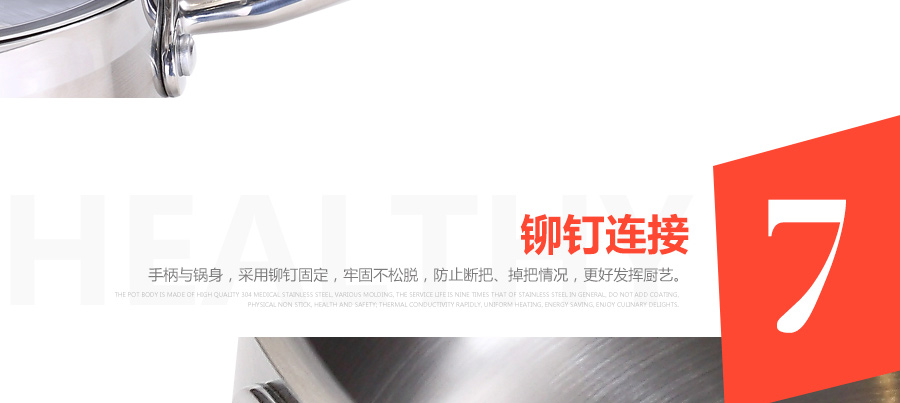 HEALTHY
铆钉连接
7
手柄与锅身，采用铆钉固定，牢固不松脱，防止断把、掉把情况，更好发挥厨艺。
THE POT BODY IS MADE OF HIGH QUALITY 304 MEDICAL STAINLESS STEEL, VARIOUS MOLDING, THE SERVICE LIFE IS NINE TIMES THAT OF STAINLESS STEEL IN GENERAL. DO NOT ADD COATING,
PHYSICAL NON STICK, HEALTH AND SAFETY: THERMAL CONDUCTIVITY RAPIDLY, UNIFORM HEATING, ENERGY SAVING, ENJOY CULINARY DELIGHTS.